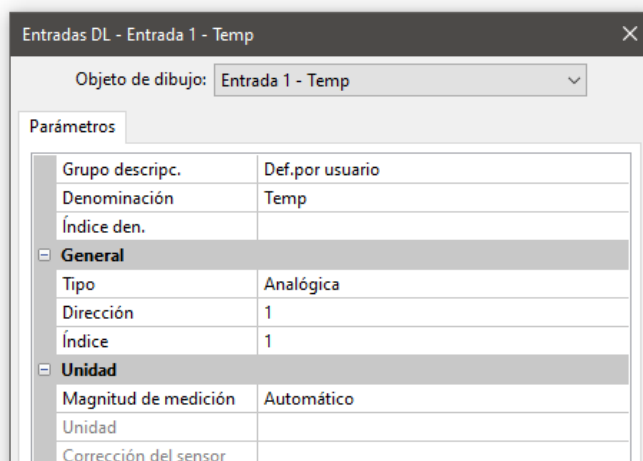 Entradas DL - Entrada 1 - Temp
Objeto de dibujo: Entrada 1 - Temp
Parámetros
Grupo descripc. Def.por usuario
Denominación Temp
Índice den.
General
Tipo Analógica
Dirección 1
Índice 1
Unidad
Magnitud de medición Automático
Unidad
Corrección del sensor